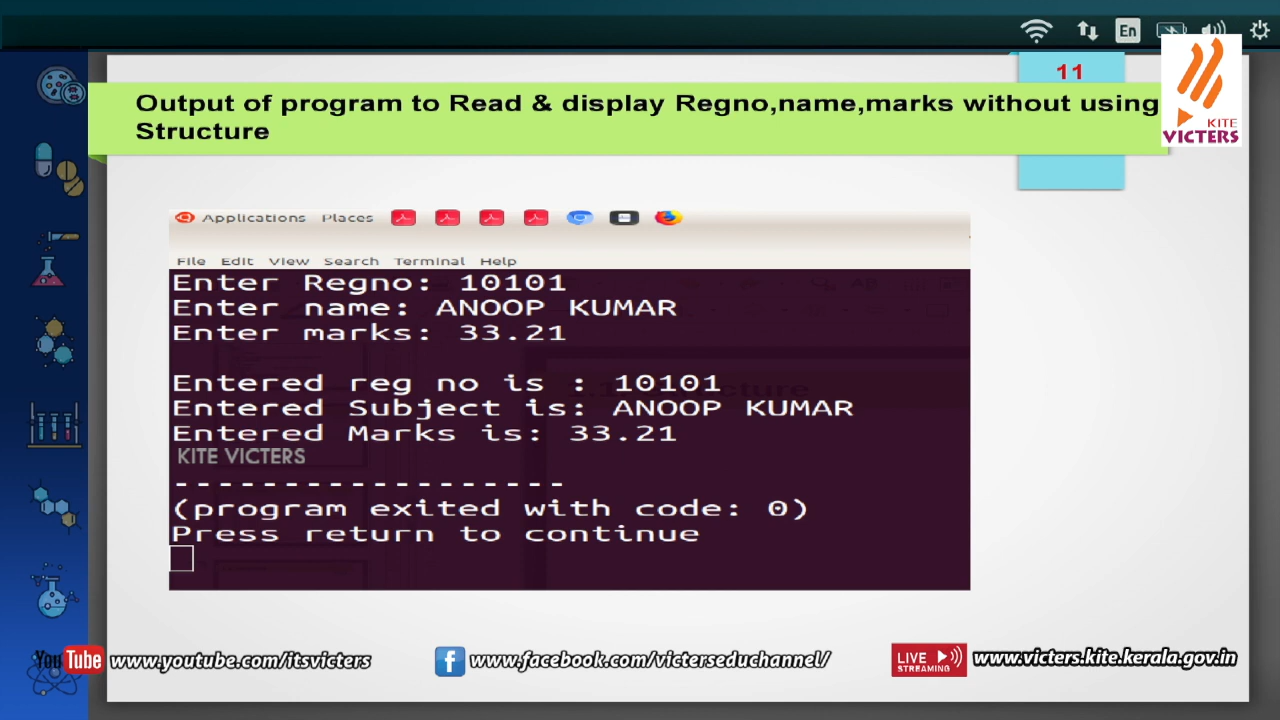 En
11
Output of program to Read & display Regno,name,marks without using
Structure
KITE
VICTERS
Applications Places
File Edit View Search Terminal Help
Enter Regno: 10101
Enter name: ANOOP KUMAR
Enter marks: 33.21
Entered reg no is : 10101
Entered Subject is: ANOOP KUMAR
Entered Marks is: 33.21
KITE VICTERS
------------------
(program exited with code: 0)
Press return to continue
YouTube www.youtube.com/itsvicters
f www.facebook.com/victerseduchannel/
LIVE
STREAMING
www.victers.kite.kerala.gov.in